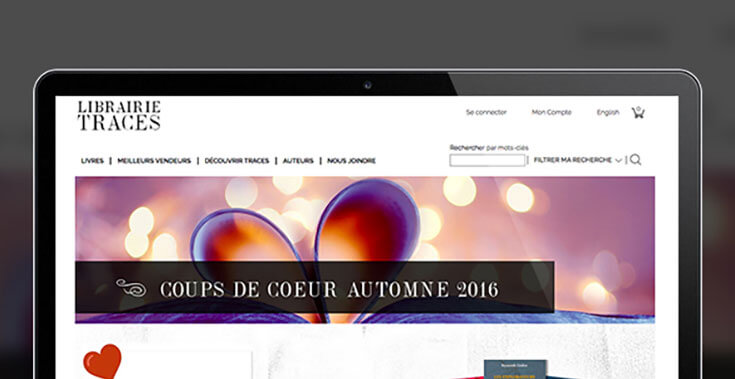 LIBRAIRIE
TRACES
Se connecter Mon Compte English 0
Rechercher par mots-clés
LIVRES | MEILLEURS VENDEURS | DÉCOUVRIR TRACES | AUTEURS | NOUS JOINDRE
FILTRER MA RECHERCHE
COUPS DE COEUR AUTOMNE 2016